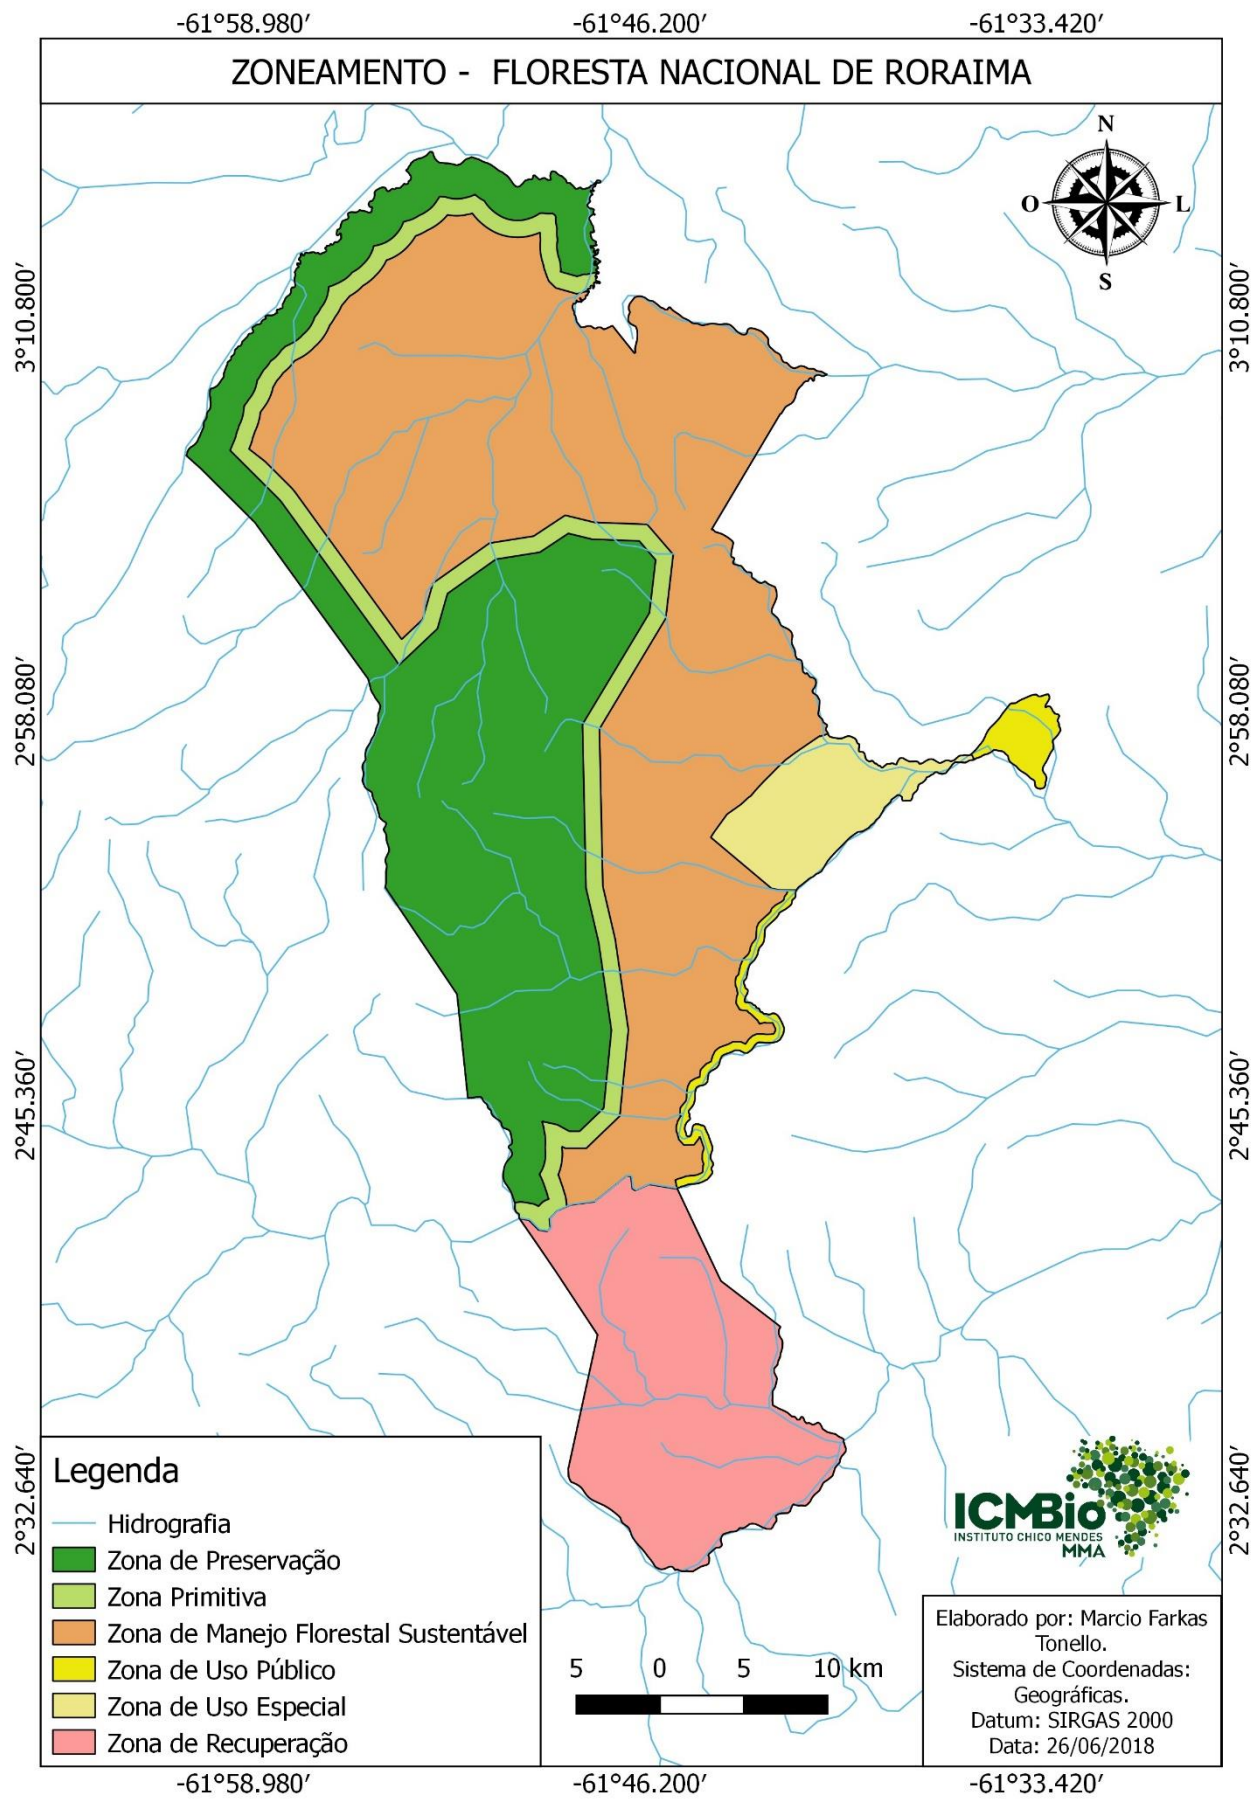 -61°58.980′ -61°46.200′ -61°33.420′
ZONEAMENTO - FLORESTA NACIONAL DE RORAIMA
N
O L
S
3°10.800′ 3°10.800′
2°58.080′ 2°58.080′
2°45.360′ 2°45.360′
2°32.640′ 2°32.640′
Legenda
Hidrografia
Zona de Preservação
Zona Primitiva
Zona de Manejo Florestal Sustentável
Zona de Uso Público
Zona de Uso Especial
Zona de Recuperação
5 0 5 10 km
ICMBio
INSTITUTO CHICO MENDES
MMA
Elaborado por: Marcio Farkas
Tonello.
Sistema de Coordenadas:
Geográficas.
Datum: SIRGAS 2000
Data: 26/06/2018
-61°58.980′ -61°46.200′ -61°33.420′